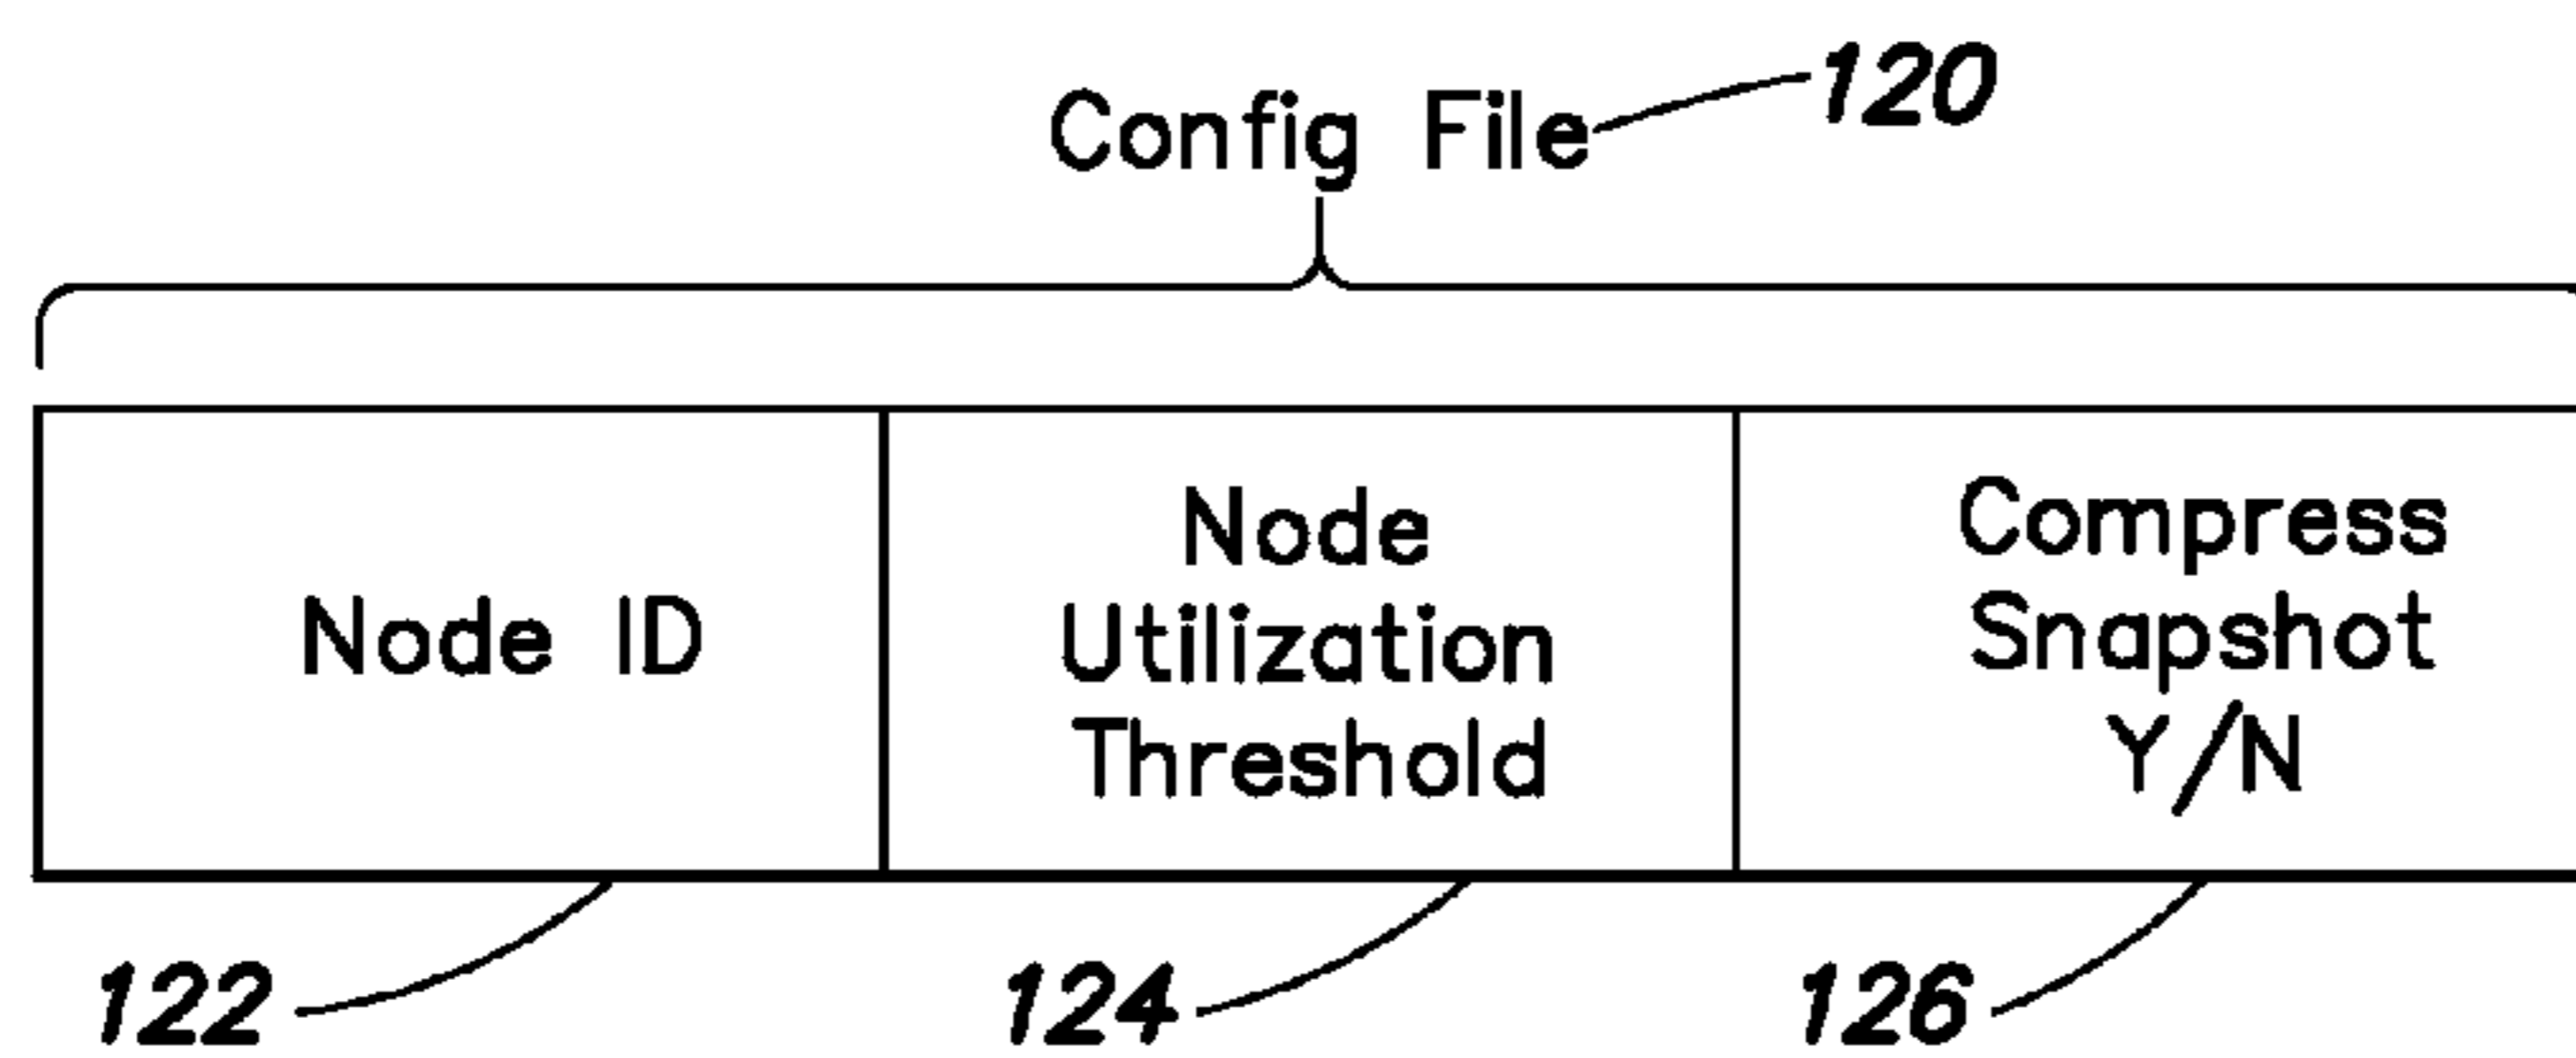 120
Config File
Node ID
Node
Utilization
Threshold
Compress
Snapshot
Y/N
122
124
126